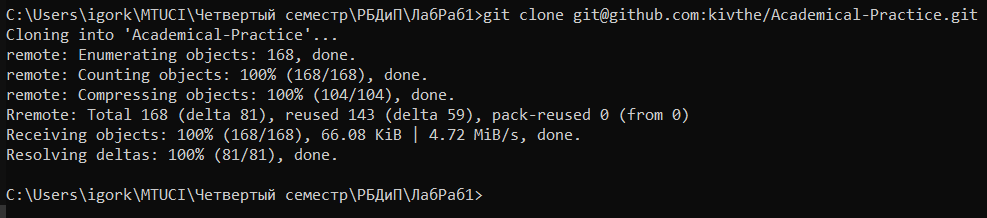 C:\Users\igork\MTUCI\Четвертый семестр\РБДиП\ЛабРаб1>git clone git@github.com:kivthe/Academical-Practice.git
Cloning into 'Academical-Practice'...
remote: Enumerating objects: 168, done.
remote: Counting objects: 100% (168/168), done.
remote: Compressing objects: 100% (104/104), done.
Rremote: Total 168 (delta 81), reused 143 (delta 59), pack-reused 0 (from 0)
Receiving objects: 100% (168/168), 66.08 KiB | 4.72 MiB/s, done.
Resolving deltas: 100% (81/81), done.
C:\Users\igork\MTUCI\Четвертый семестр\РБДиП\ЛабРаб1>